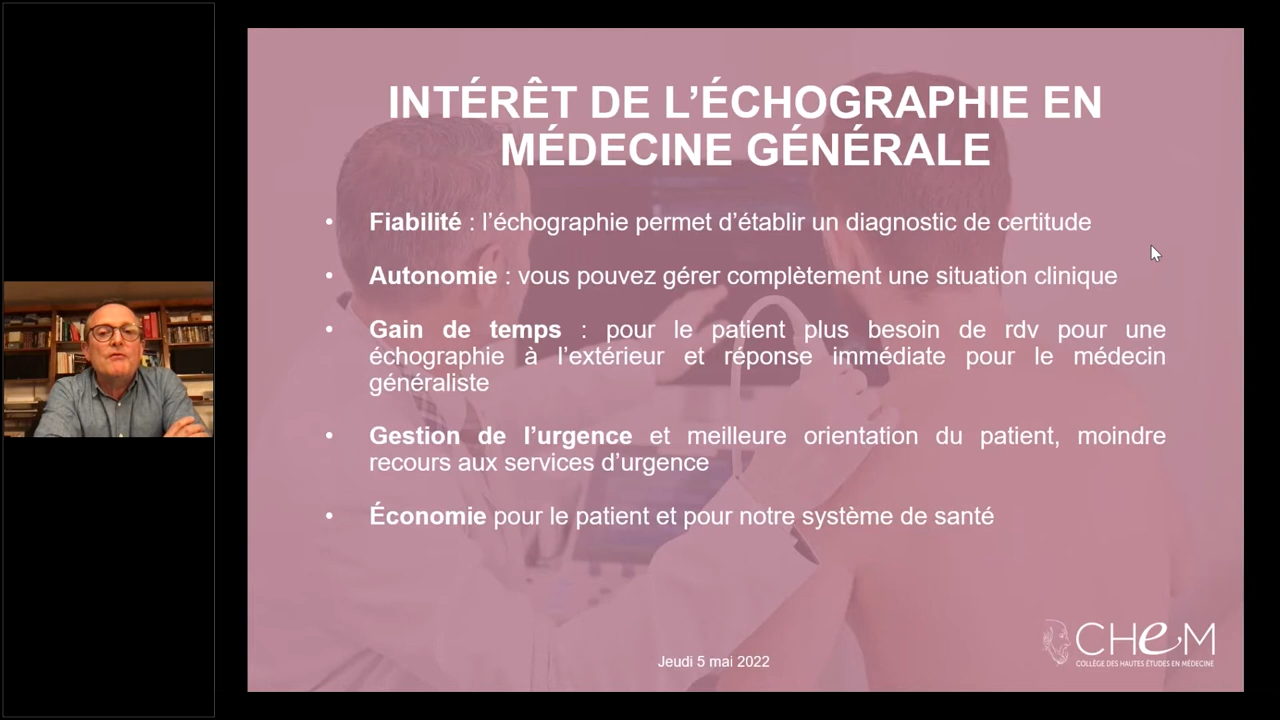 INTÉRÊT DE L’ÉCHOGRAPHIE EN
MÉDECINE GÉNÉRALE
• Fiabilité : l’échographie permet d’établir un diagnostic de certitude
• Autonomie : vous pouvez gérer complètement une situation clinique
• Gain de temps : pour le patient plus besoin de rdv pour une
échographie à l’extérieur et réponse immédiate pour le médecin
généraliste
• Gestion de l’urgence et meilleure orientation du patient, moindre
recours aux services d’urgence
• Économie pour le patient et pour notre système de santé
Jeudi 5 mai 2022
CHeM
COLLÈGE DES HAUTES ÉTUDES EN MÉDECINE